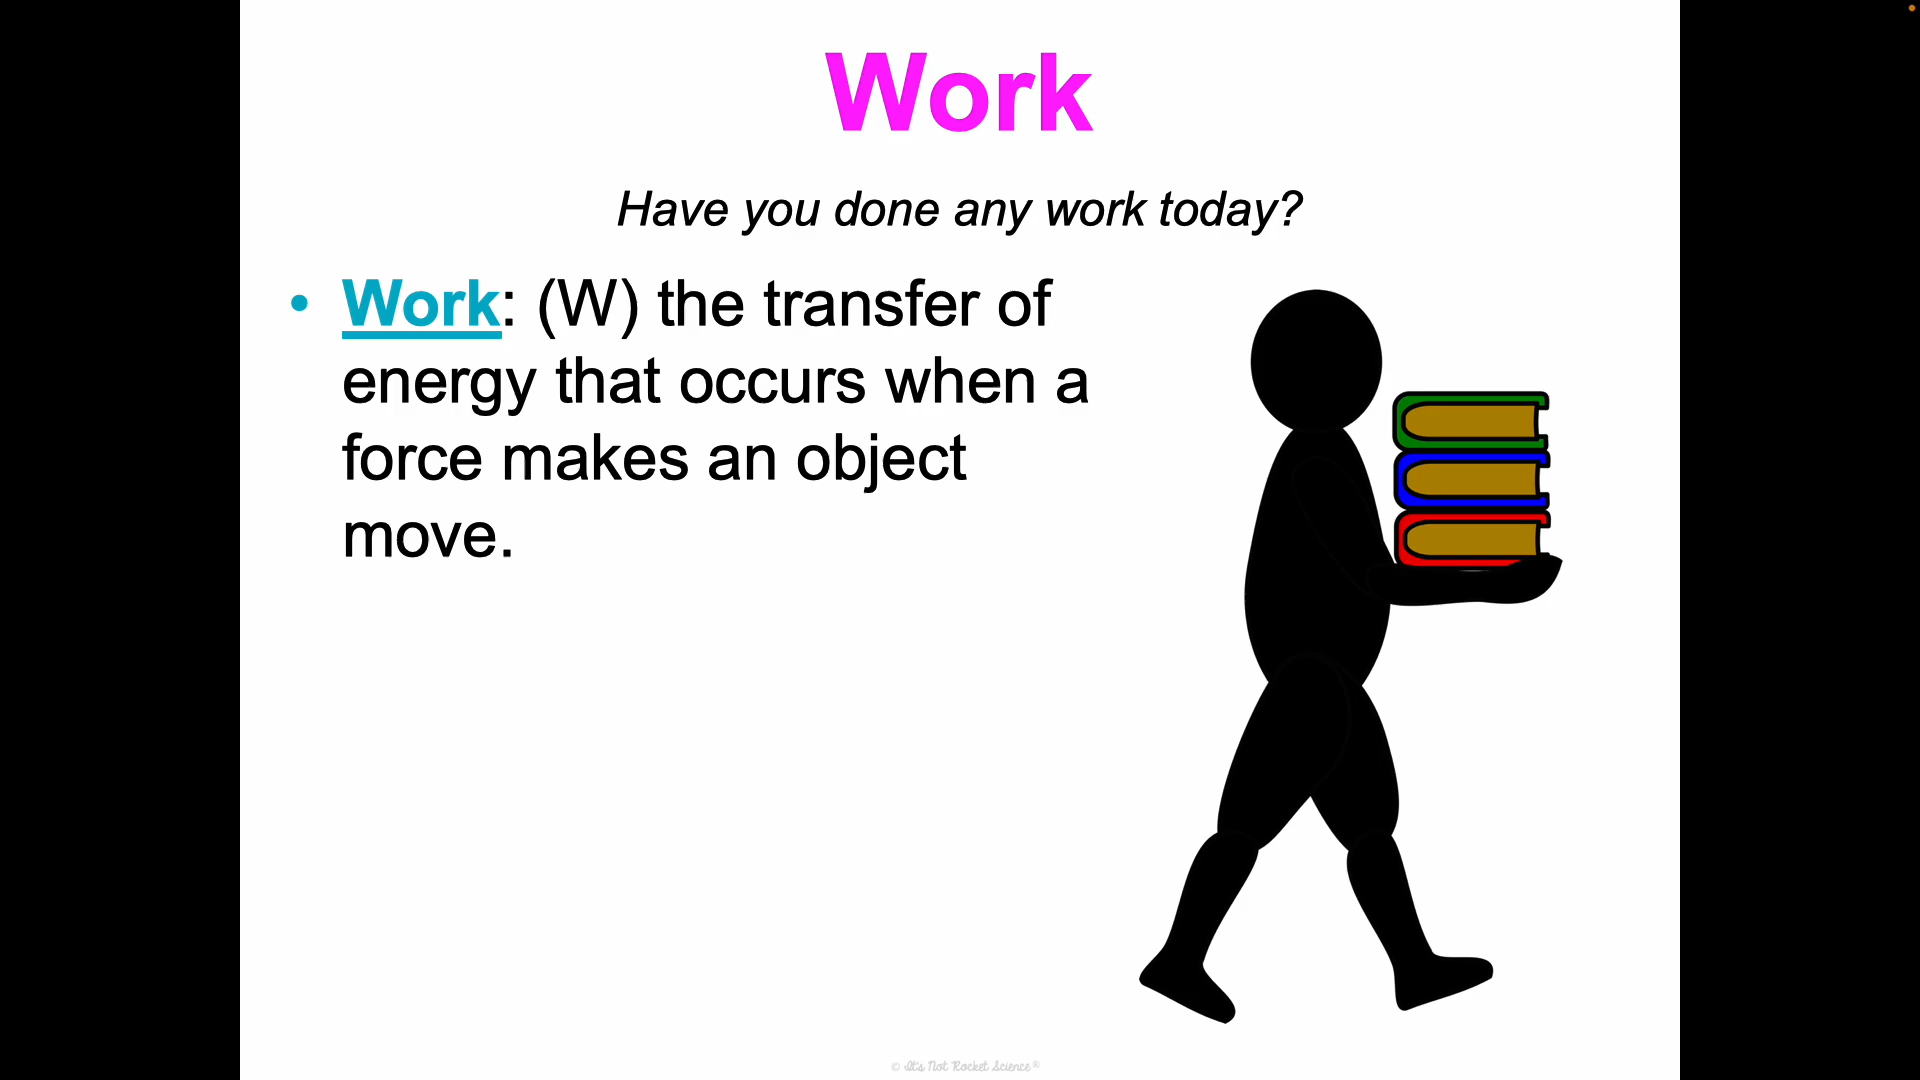 Work
Have you done any work today?
• Work: (W) the transfer of
energy that occurs when a
force makes an object
move.
© It's Not Rocket Science®